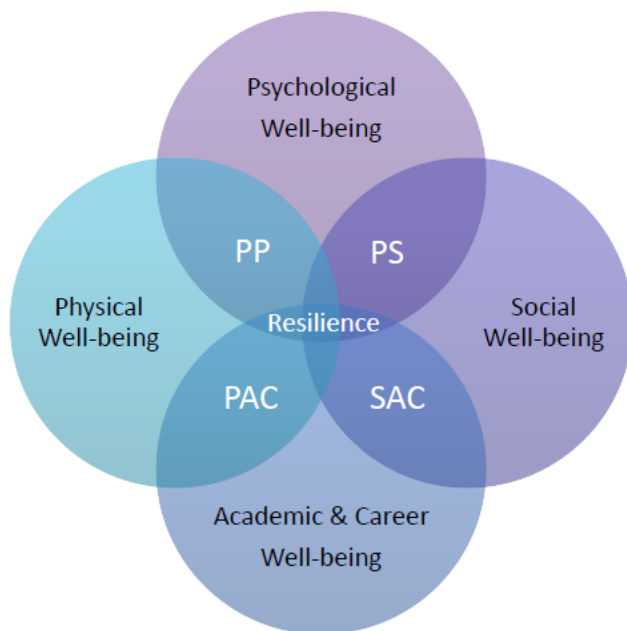 Psychological
Well-being
PP
PS
Physical
Well-being
Resilience
Social
Well-being
PAC
SAC
Academic & Career
Well-being